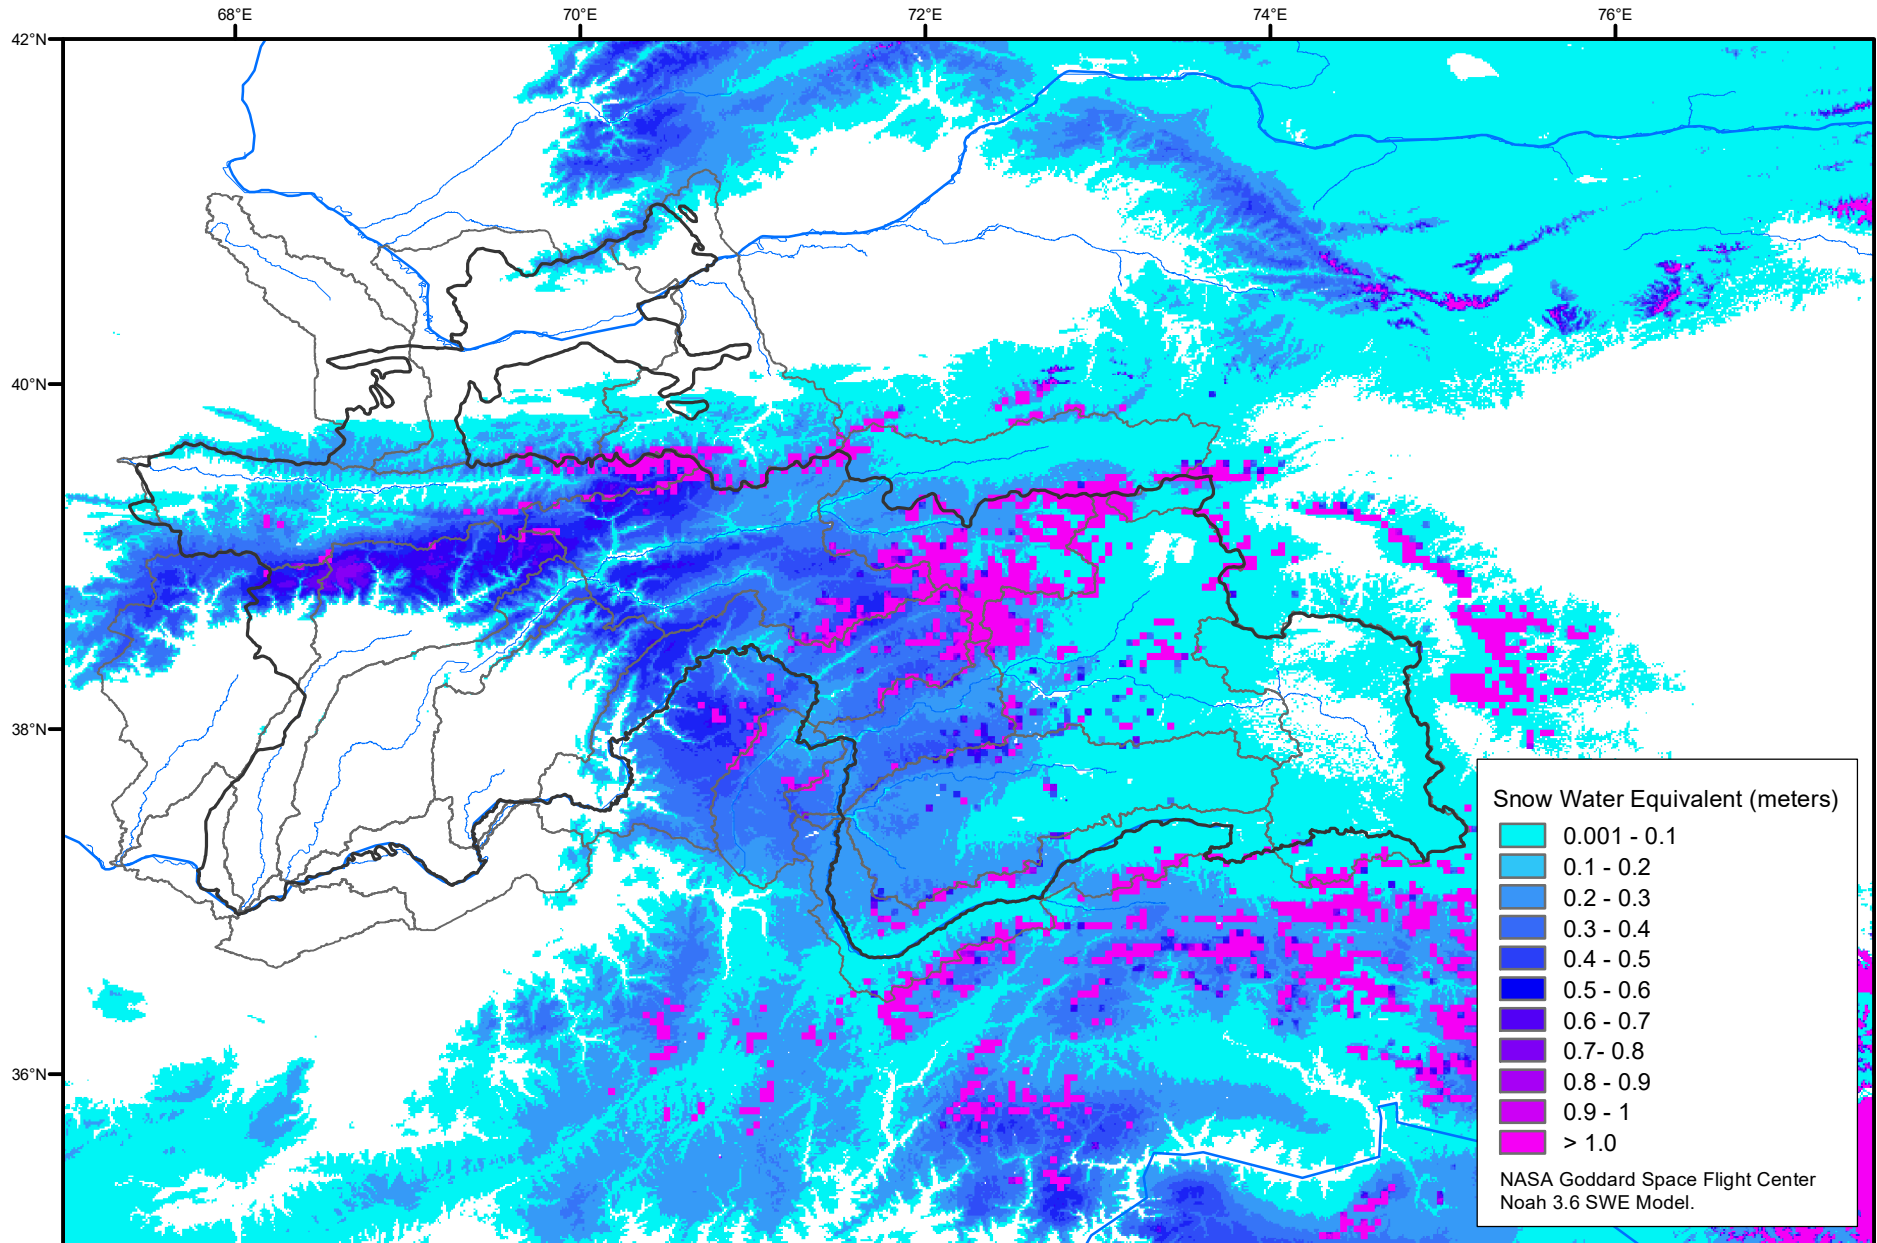 68°E
70°E
72°E
74°E
76°E
42°N
40°N
38°N
36°N
Snow Water Equivalent (meters)
0.001 - 0.1
0.1 - 0.2
0.2 - 0.3
0.3 - 0.4
0.4 - 0.5
0.5 - 0.6
0.6 - 0.7
0.7- 0.8
0.8 - 0.9
0.9 - 1
> 1.0
NASA Goddard Space Flight Center
Noah 3.6 SWE Model.